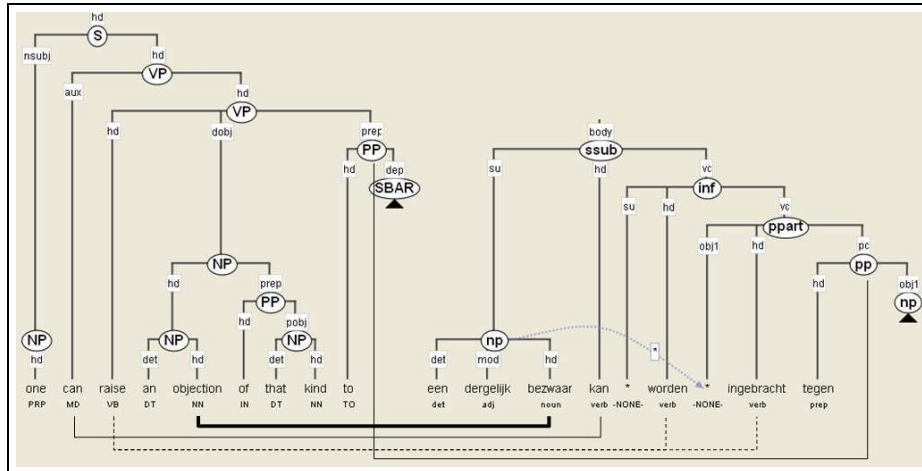 hd
S
nsubj hd
VP
aux hd
VP
hd dobj prep body
PP ssub
hd dep su hd vc
SBAR inf
su hd vc
ppart
obj1 hd pc
NP pp
hd prep hd obj1
PP np
hd pobj
NP NP NP np
hd det hd det hd det mod hd *
one can raise an objection of that kind to een dergelijk bezwaar kan * worden * ingebracht tegen
PRP MD VB DT NN IN DT NN TO det adj noun verb -NONE- verb -NONE- verb prep